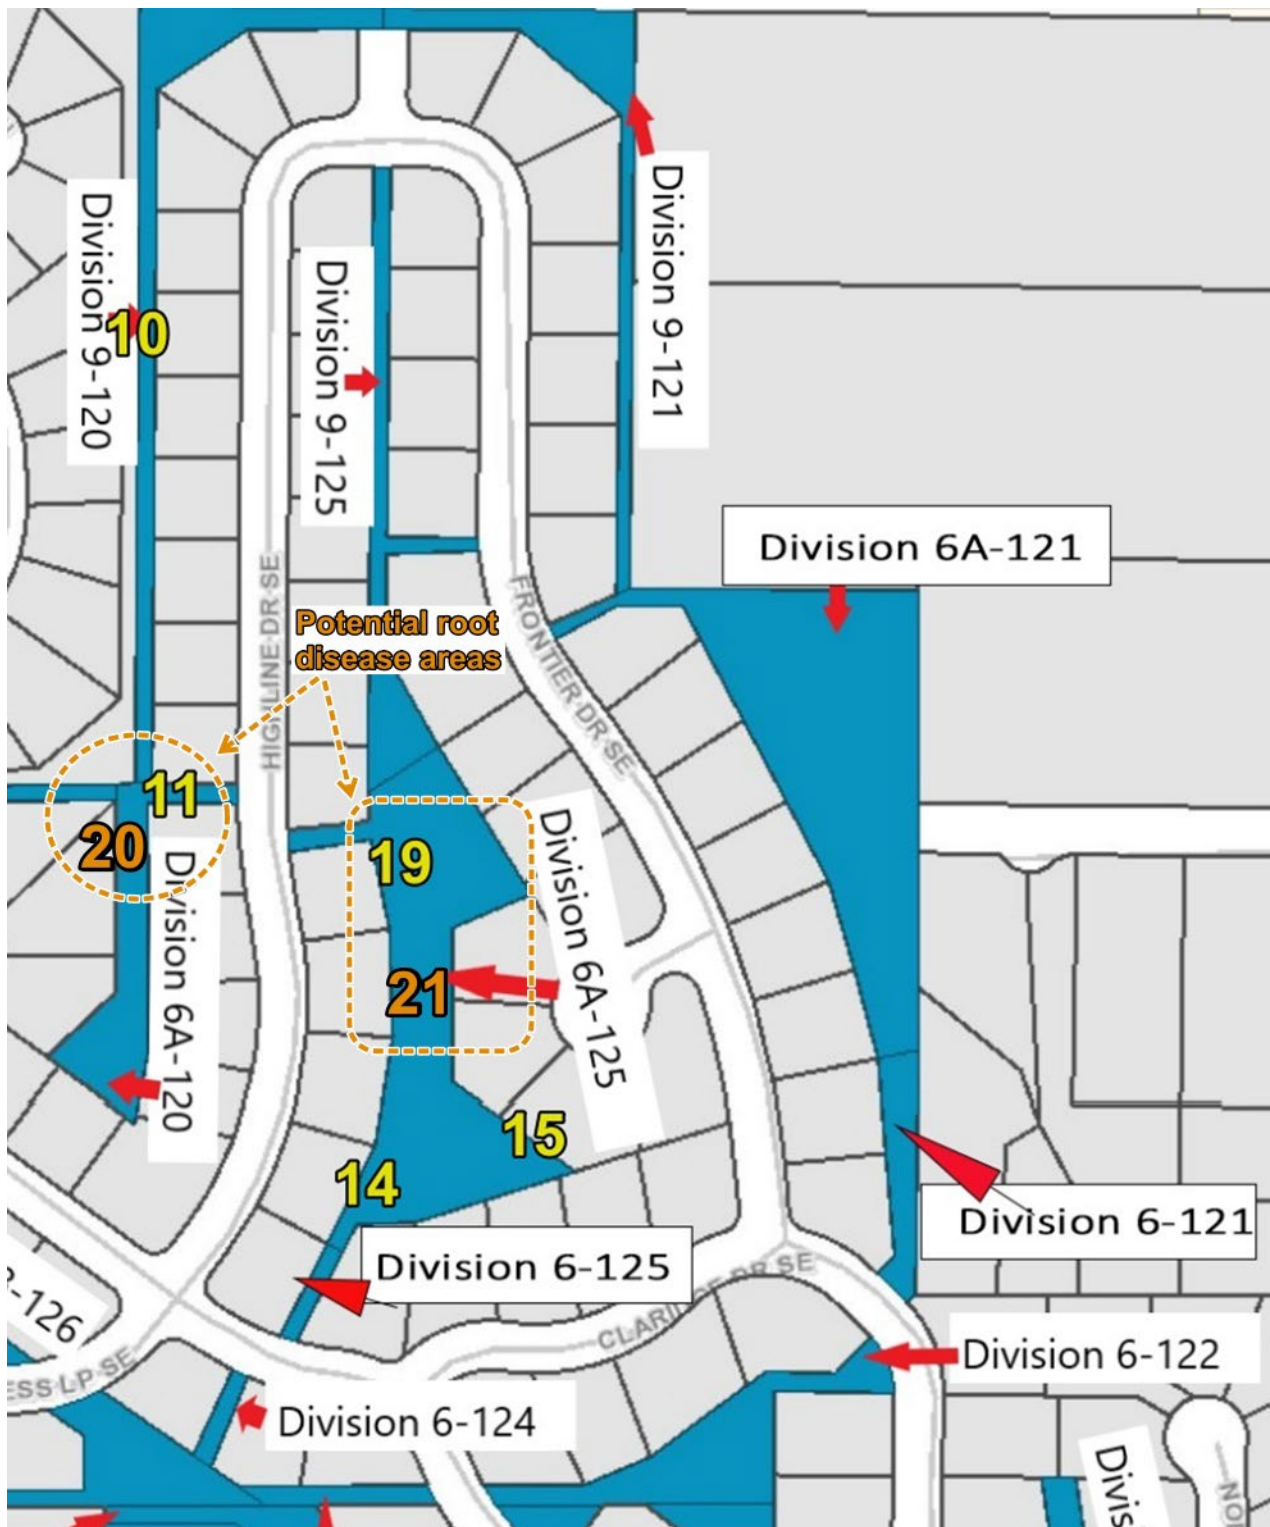 Division 9-120
10
Division 9-125
Division 9-121
Division 6A-121
HIGHLINE DR SE
FRONTIER DR SE
Potential root
disease areas
11
20
19
21
Division 6A-120
Division 6A-125
15
14
Division 6-121
Division 6-125
-126
ESS LP SE
DR SE
Division 6-122
Division 6-124
Divis
NO